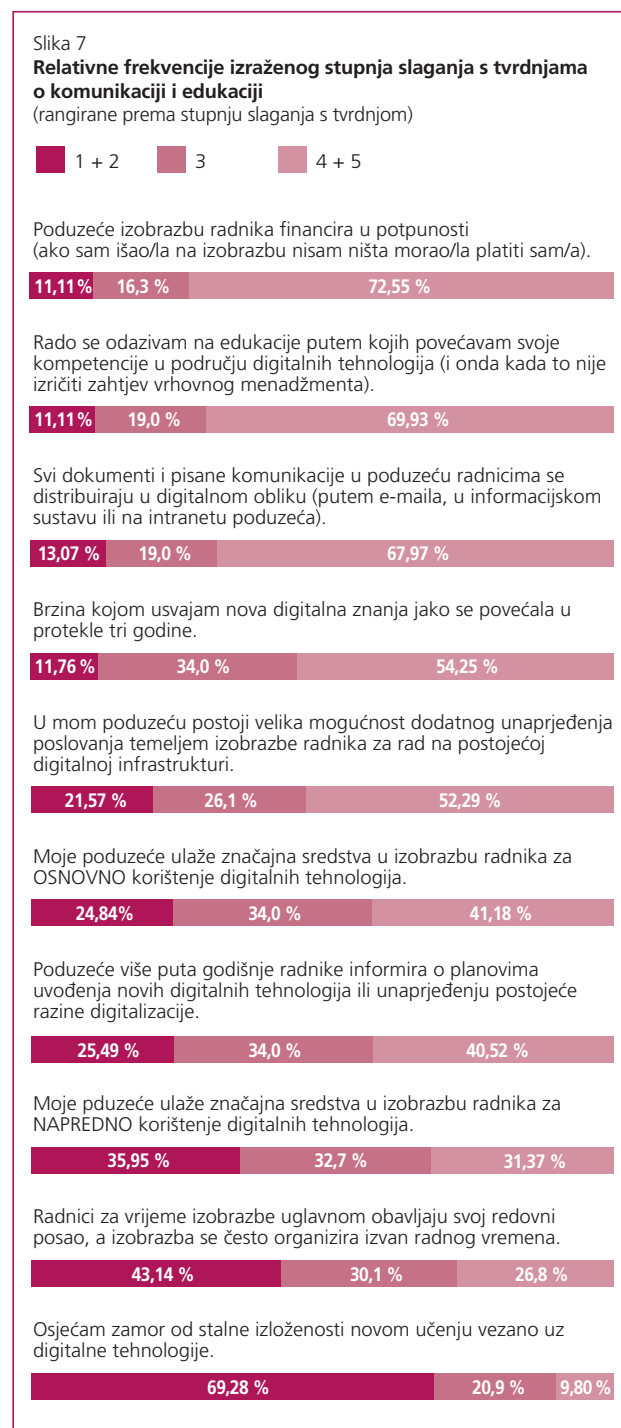 Slika 7
Relativne frekvencije izraženog stupnja slaganja s tvrdnjama
o komunikaciji i edukaciji
(rangirane prema stupnju slaganja s tvrdnjom)
1 + 2 3 4 + 5
Poduzeće izobrazbu radnika financira u potpunosti
(ako sam išao/la na izobrazbu nisam ništa morao/la platiti sam/a).
11,11 % 16,3 % 72,55 %
Rado se odazivam na edukacije putem kojih povećavam svoje
kompetencije u području digitalnih tehnologija (i onda kada to nije
izričiti zahtjev vrhovnog menadžmenta).
11,11 % 19,0 % 69,93 %
Svi dokumenti i pisane komunikacije u poduzeću radnicima se
distribuiraju u digitalnom obliku (putem e-maila, u informacijskom
sustavu ili na intranetu poduzeća).
13,07 % 19,0 % 67,97 %
Brzina kojom usvajam nova digitalna znanja jako se povećala u
protekle tri godine.
11,76 % 34,0 % 54,25 %
U mom poduzeću postoji velika mogućnost dodatnog unaprjeđenja
poslovanja temeljem izobrazbe radnika za rad na postojećoj
digitalnoj infrastrukturi.
21,57 % 26,1 % 52,29 %
Moje poduzeće ulaže značajna sredstva u izobrazbu radnika za
OSNOVNO korištenje digitalnih tehnologija.
24,84% 34,0 % 41,18 %
Poduzeće više puta godišnje radnike informira o planovima
uvođenja novih digitalnih tehnologija ili unaprjeđenju postojeće
razine digitalizacije.
25,49 % 34,0 % 40,52 %
Moje pduzeće ulaže značajna sredstva u izobrazbu radnika za
NAPREDNO korištenje digitalnih tehnologija.
35,95 % 32,7 % 31,37 %
Radnici za vrijeme izobrazbe uglavnom obavljaju svoj redovni
posao, a izobrazba se često organizira izvan radnog vremena.
43,14 % 30,1 % 26,8 %
Osjećam zamor od stalne izloženosti novom učenju vezano uz
digitalne tehnologije.
69,28 % 20,9 % 9,80 %